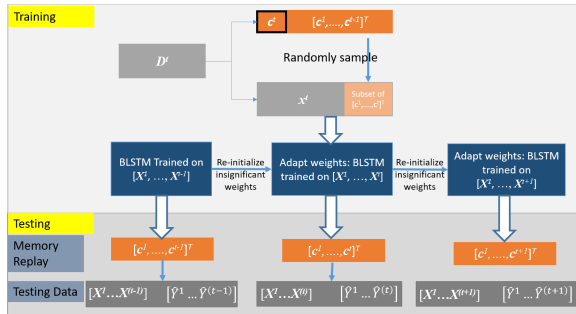 Training
c^t [c^1,....,c^{t-1}]^T
D^t
Randomly sample
X^t
Subset of
[c^1,...,c^t]^T
BLSTM Trained on
[X^1, ..., X^{t-1}]
Re-initialize
insignificant
weights
Adapt weights: BLSTM
trained on [X^1, ..., X^t]
Re-initialize
insignificant
weights
Adapt weights: BLSTM
trained on
[X^1, ..., X^{t+1}]
Testing
Memory
Replay
[c^1,....,c^{t-1}]^T
[c^1,....,c^t]^T
[c^1,....,c^{t+1}]^T
Testing Data
[X^1...X^{(t-1)}] [Ŷ^1 ... Ŷ^{(t-1)}]
[X^1...X^{(t)}] [Ŷ^1 ... Ŷ^{(t)}]
[X^1...X^{(t+1)}] [Ŷ^1 ... Ŷ^{(t+1)}]